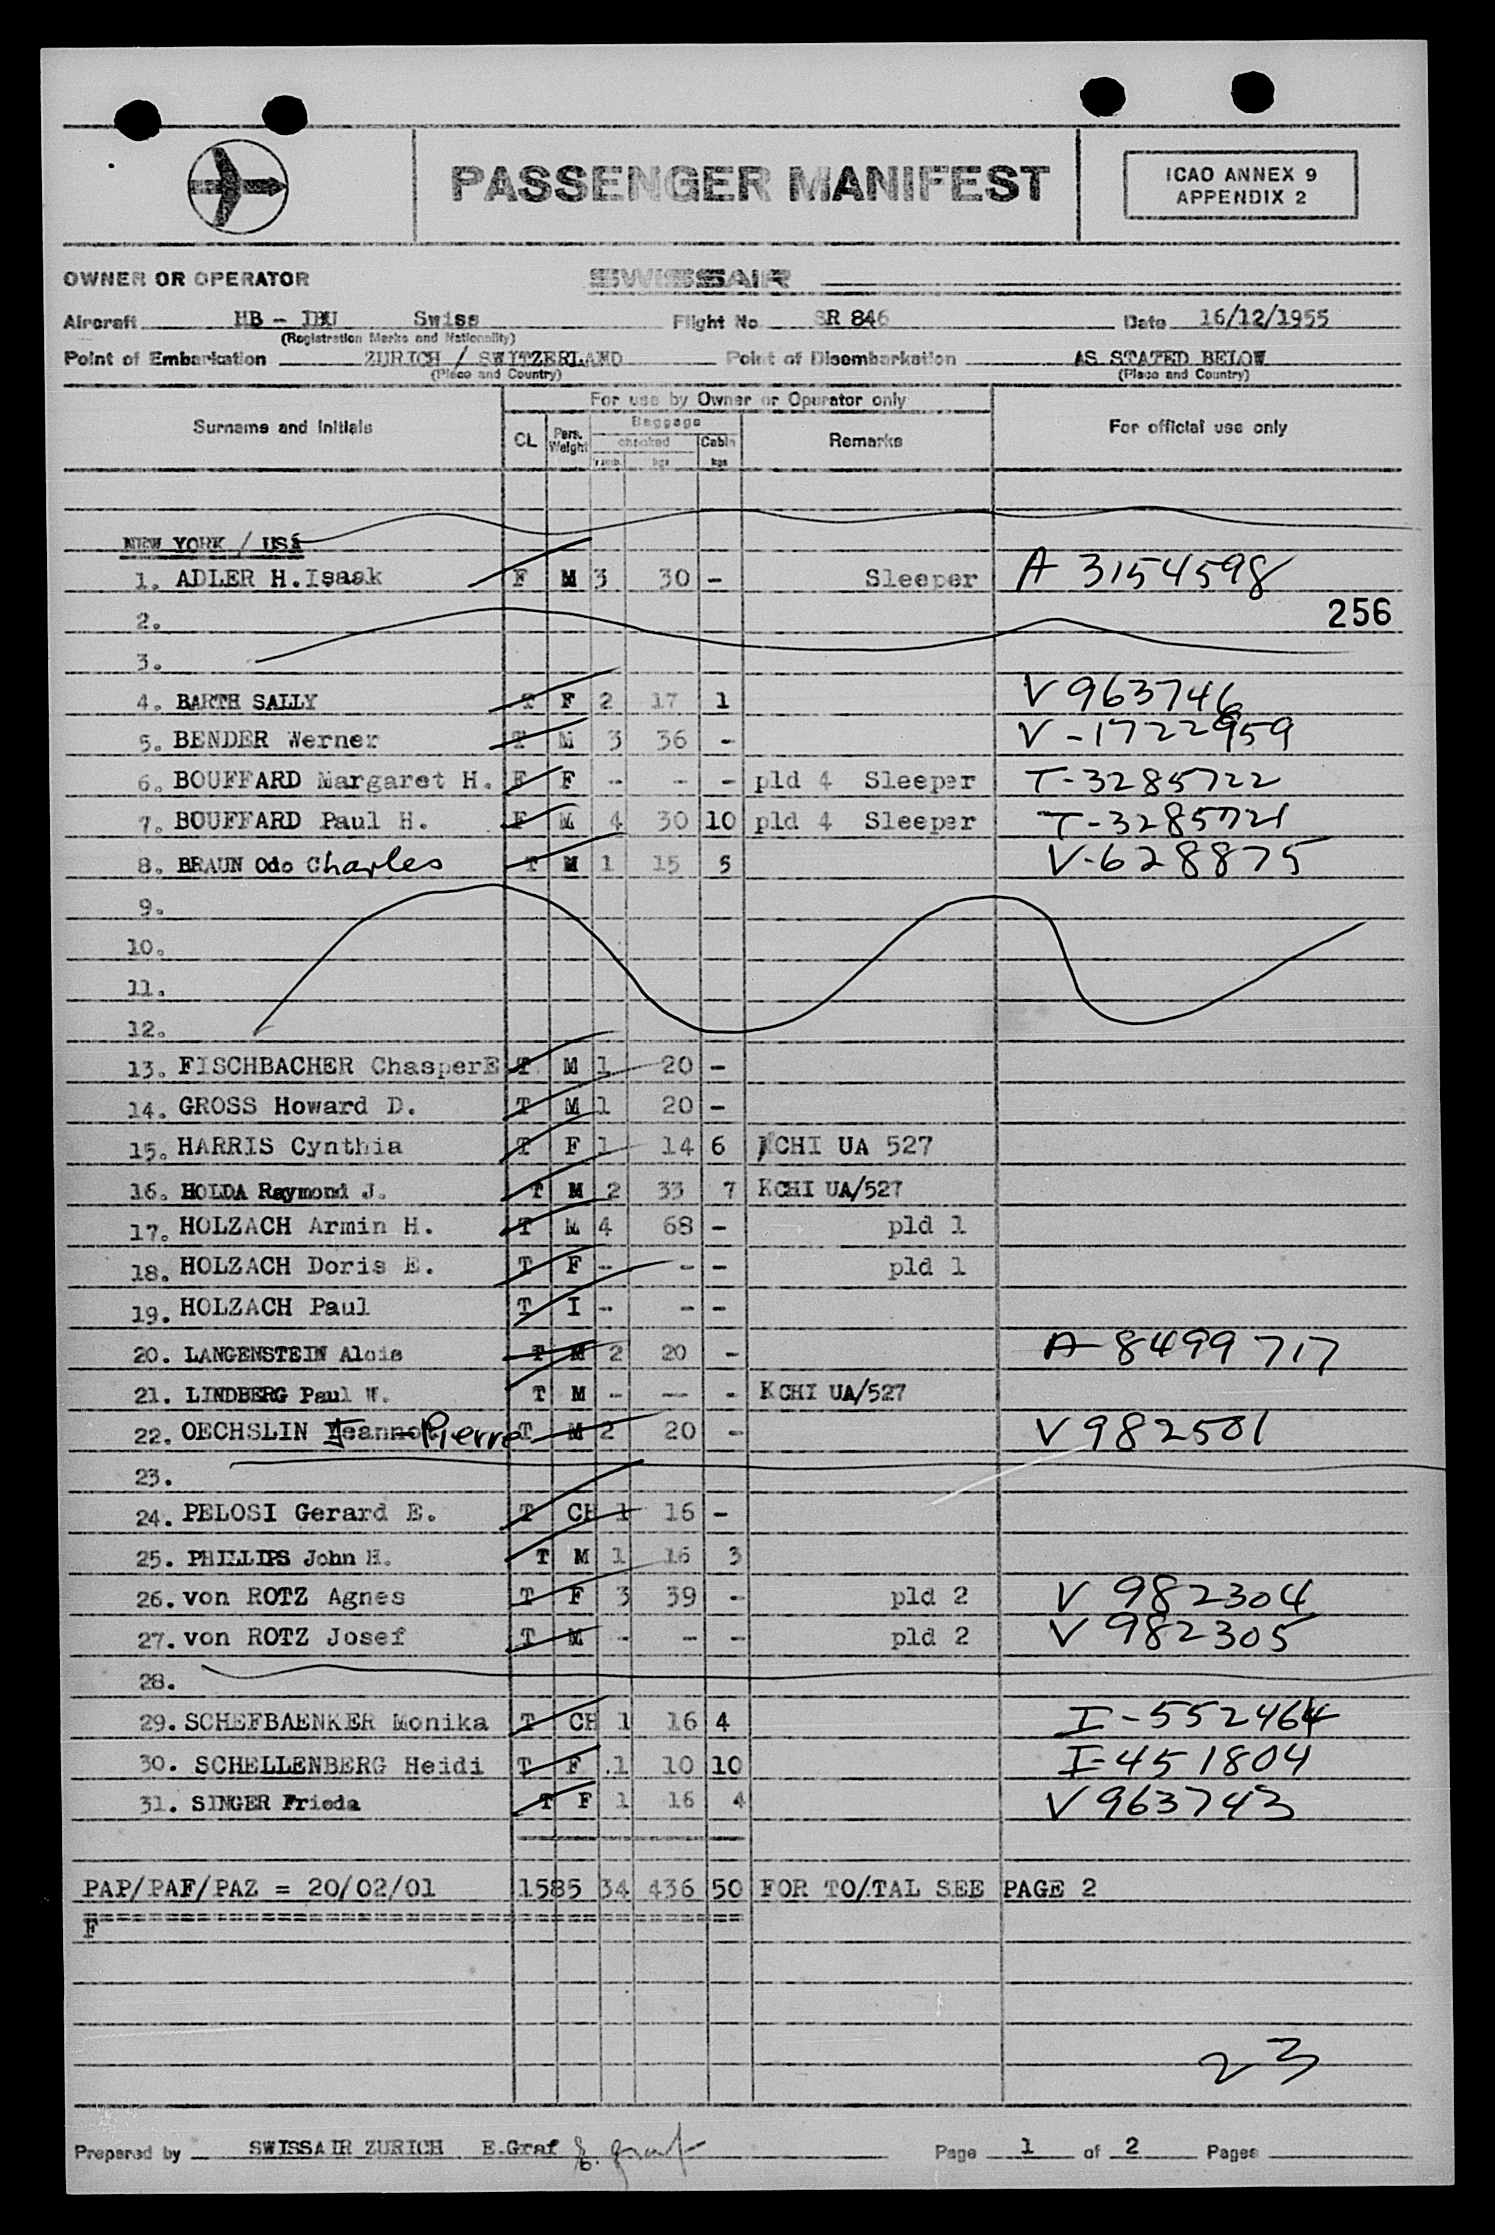 PASSENGER MANIFEST
ICAO ANNEX 9
APPENDIX 2
OWNER OR OPERATOR SWISSAIR
Aircraft HB - IBU Swiss Flight No SR 846 Date 16/12/1955
(Registration Marks and Nationality)
Point of Embarkation ZURICH / SWITZERLAND Point of Disembarkation AS STATED BELOW
(Place and Country) (Place and Country)
For use by Owner or Operator only
Surname and Initials CL Pers. Weight Baggage checked kgs Cabin kgs Remarks For official use only
NEW YORK / USA
1. ADLER H.Isaak F M 3 30 - Sleeper A 3154598
256
2.
3.
4. BARTH SALLY T F 2 17 1 V 963746
5. BENDER Werner T M 3 36 - V-1722959
6. BOUFFARD Margaret H. F F - - - pld 4 Sleeper T-3285722
7. BOUFFARD Paul H. F M 4 30 10 pld 4 Sleeper T-3285721
8. BRAUN Odo Charles T M 1 15 5 V-628875
9.
10.
11.
12.
13. FISCHBACHER ChasperE T M 1 20 -
14. GROSS Howard D. T M 1 20 -
15. HARRIS Cynthia T F 1 14 6 KCHI UA 527
16. HOLDA Raymond J. T M 2 33 7 KCHI UA/527
17. HOLZACH Armin H. T M 4 68 - pld 1
18. HOLZACH Doris E. T F - - - pld 1
19. HOLZACH Paul T I - - -
20. LANGENSTEIN Alois T M 2 20 - A-8499717
21. LINDBERG Paul W. T M - - - KCHI UA/527
22. OECHSLIN Jeanno Pierre T M 2 20 - V 982501
23.
24. PELOSI Gerard E. T CH 1 16 -
25. PHILLIPS John H. T M 1 16 3
26. von ROTZ Agnes T F 3 39 - pld 2 V 982304
27. von ROTZ Josef T M - - - pld 2 V 982305
28.
29. SCHEFBAENKER Monika T CH 1 16 4 I-552464
30. SCHELLENBERG Heidi T F 1 10 10 I-451804
31. SINGER Frieda T F 1 16 4 V 963743
PAP/PAF/PAZ = 20/02/01 1585 34 436 50 FOR TO/TAL SEE PAGE 2
F
23
Prepared by SWISSAIR ZURICH E.Graf E. Graf Page 1 of 2 Pages